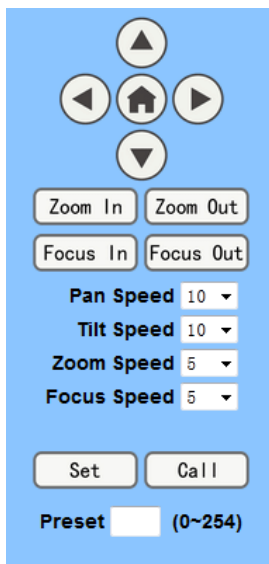 Zoom In Zoom Out
Focus In Focus Out
Pan Speed 10
Tilt Speed 10
Zoom Speed 5
Focus Speed 5
Set Call
Preset (0~254)